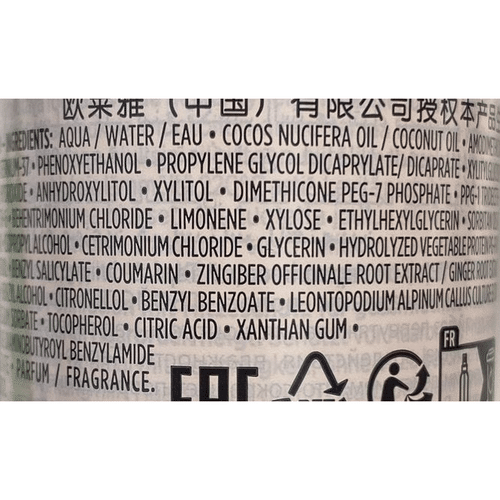 欧莱雅（中国）有限公司授权本产品
INGREDIENTS: AQUA / WATER / EAU • COCOS NUCIFERA OIL / COCONUT OIL •
• PHENOXYETHANOL • PROPYLENE GLYCOL DICAPRYLATE/ DICAPRATE •
• ANHYDROXYLITOL • XYLITOL • DIMETHICONE PEG-7 PHOSPHATE • PPG-1
• BEHENTRIMONIUM CHLORIDE • LIMONENE • XYLOSE • ETHYLHEXYLGLYCERIN •
ALCOHOL • CETRIMONIUM CHLORIDE • GLYCERIN • HYDROLYZED VEGETABLE PROTEIN
BENZYL SALICYLATE • COUMARIN • ZINGIBER OFFICINALE ROOT EXTRACT / GINGER ROOT
ALCOHOL • CITRONELLOL • BENZYL BENZOATE • LEONTOPODIUM ALPINUM CALLUS
• TOCOPHEROL • CITRIC ACID • XANTHAN GUM •
BENZYLAMIDE
• PARFUM / FRAGRANCE.
FR